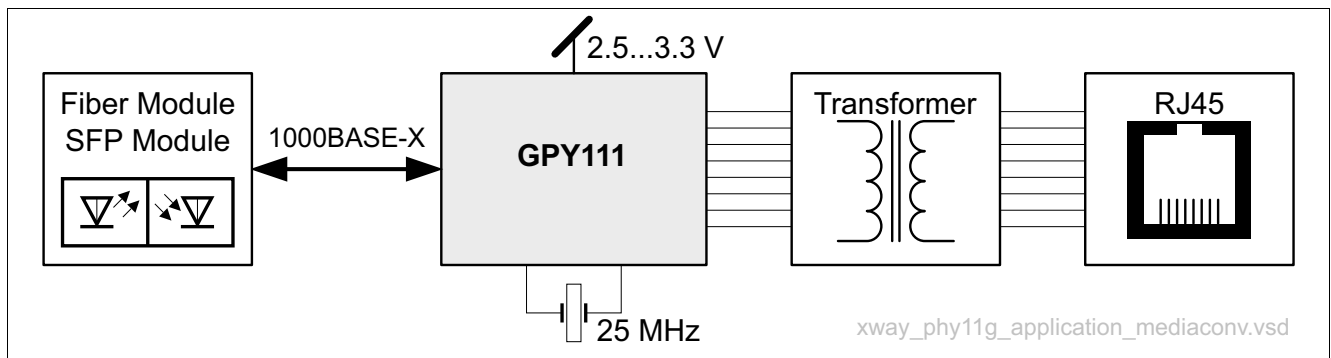 2.5...3.3 V
Fiber Module
SFP Module
1000BASE-X
GPY111
Transformer
RJ45
25 MHz
xway_phy11g_application_mediaconv.vsd